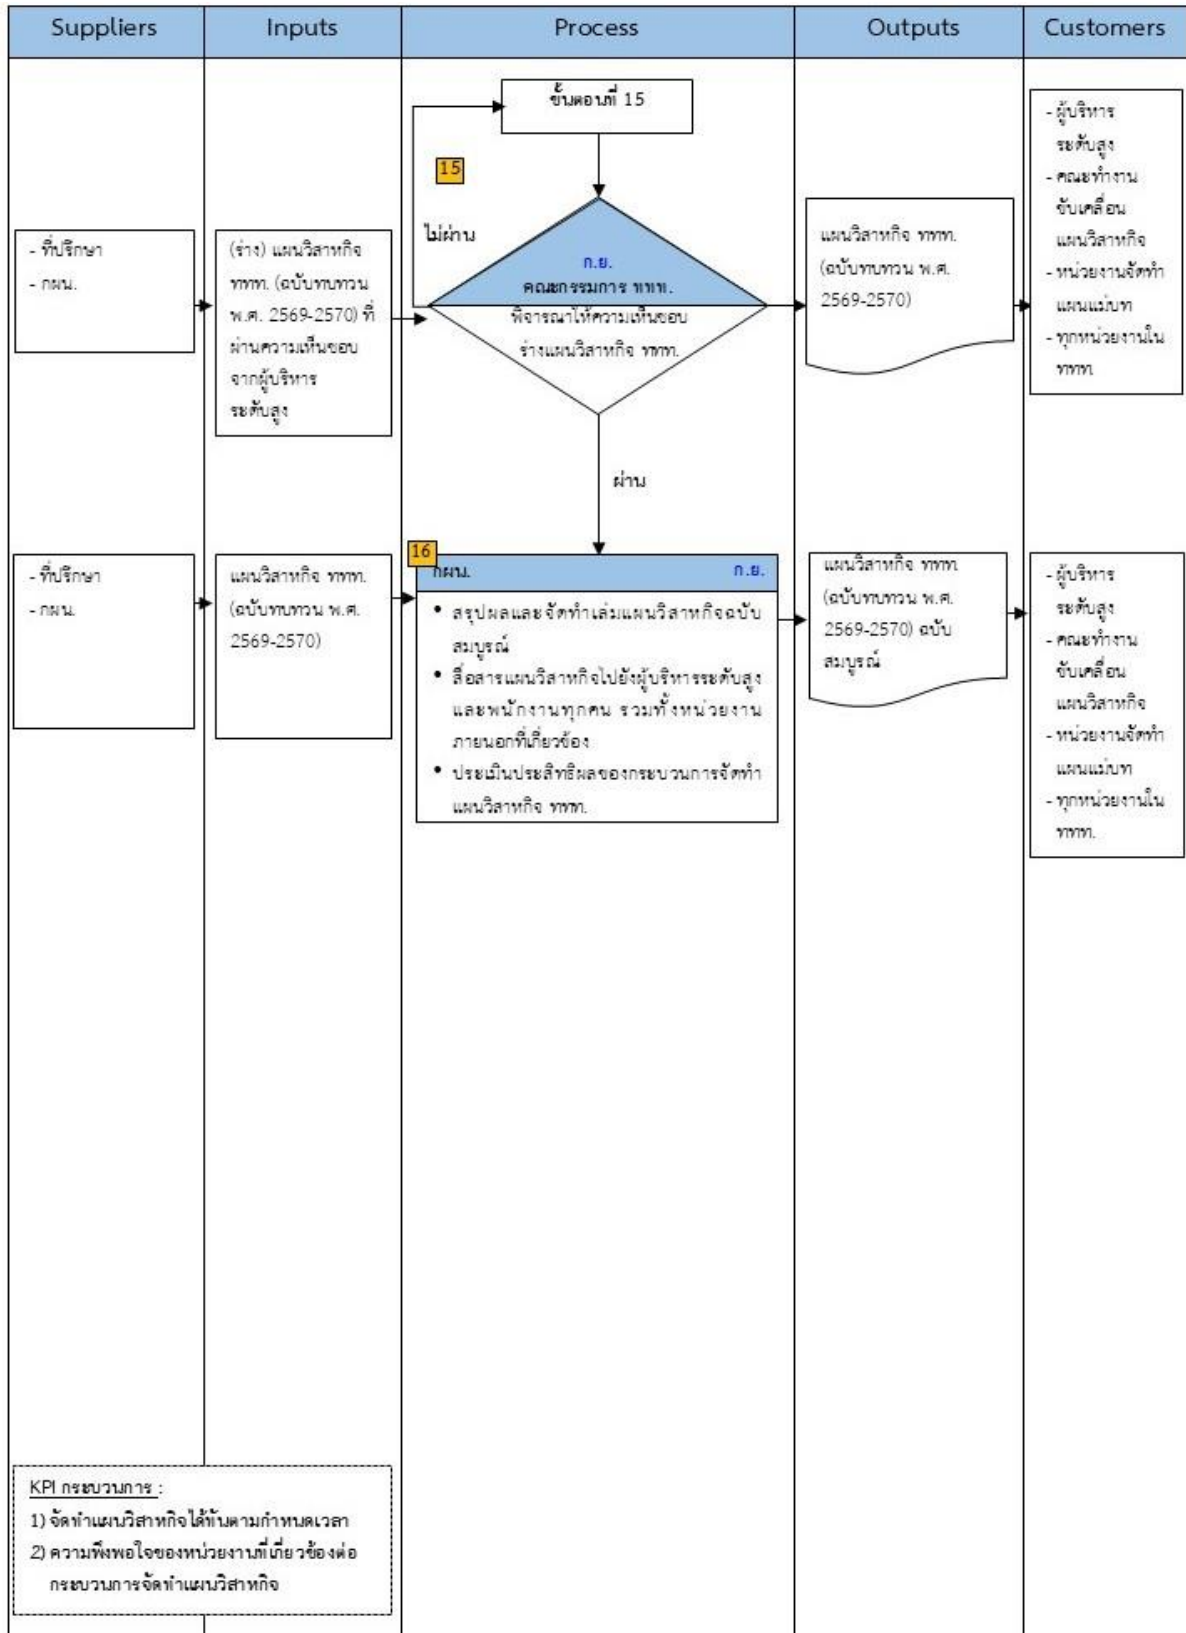 Suppliers
Inputs
Process
Outputs
Customers
ขั้นตอนที่ 15
15
ไม่ผ่าน
- ที่ปรึกษา
- กผน.
(ร่าง) แผนวิสาหกิจ
ททท. (ฉบับทบทวน
พ.ศ. 2569-2570) ที่
ผ่านความเห็นชอบ
จากผู้บริหาร
ระดับสูง
ก.ย.
คณะกรรมการ ททท.
พิจารณาให้ความเห็นชอบ
ร่างแผนวิสาหกิจ ททท.
แผนวิสาหกิจ ททท.
(ฉบับทบทวน พ.ศ.
2569-2570)
- ผู้บริหาร
ระดับสูง
- คณะทำงาน
ขับเคลื่อน
แผนวิสาหกิจ
- หน่วยงานจัดทำ
แผนแม่บท
- ทุกหน่วยงานใน
ททท.
ผ่าน
- ที่ปรึกษา
- กผน.
แผนวิสาหกิจ ททท.
(ฉบับทบทวน พ.ศ.
2569-2570)
16
กผน. ก.ย.
• สรุปผลและจัดทำเล่มแผนวิสาหกิจฉบับ
สมบูรณ์
• สื่อสารแผนวิสาหกิจไปยังผู้บริหารระดับสูง
และพนักงานทุกคน รวมทั้งหน่วยงาน
ภายนอกที่เกี่ยวข้อง
• ประเมินประสิทธิผลของกระบวนการจัดทำ
แผนวิสาหกิจ ททท.
แผนวิสาหกิจ ททท.
(ฉบับทบทวน พ.ศ.
2569-2570) ฉบับ
สมบูรณ์
- ผู้บริหาร
ระดับสูง
- คณะทำงาน
ขับเคลื่อน
แผนวิสาหกิจ
- หน่วยงานจัดทำ
แผนแม่บท
- ทุกหน่วยงานใน
ททท.
KPI กระบวนการ :
1) จัดทำแผนวิสาหกิจได้ทันตามกำหนดเวลา
2) ความพึงพอใจของหน่วยงานที่เกี่ยวข้องต่อ
กระบวนการจัดทำแผนวิสาหกิจ